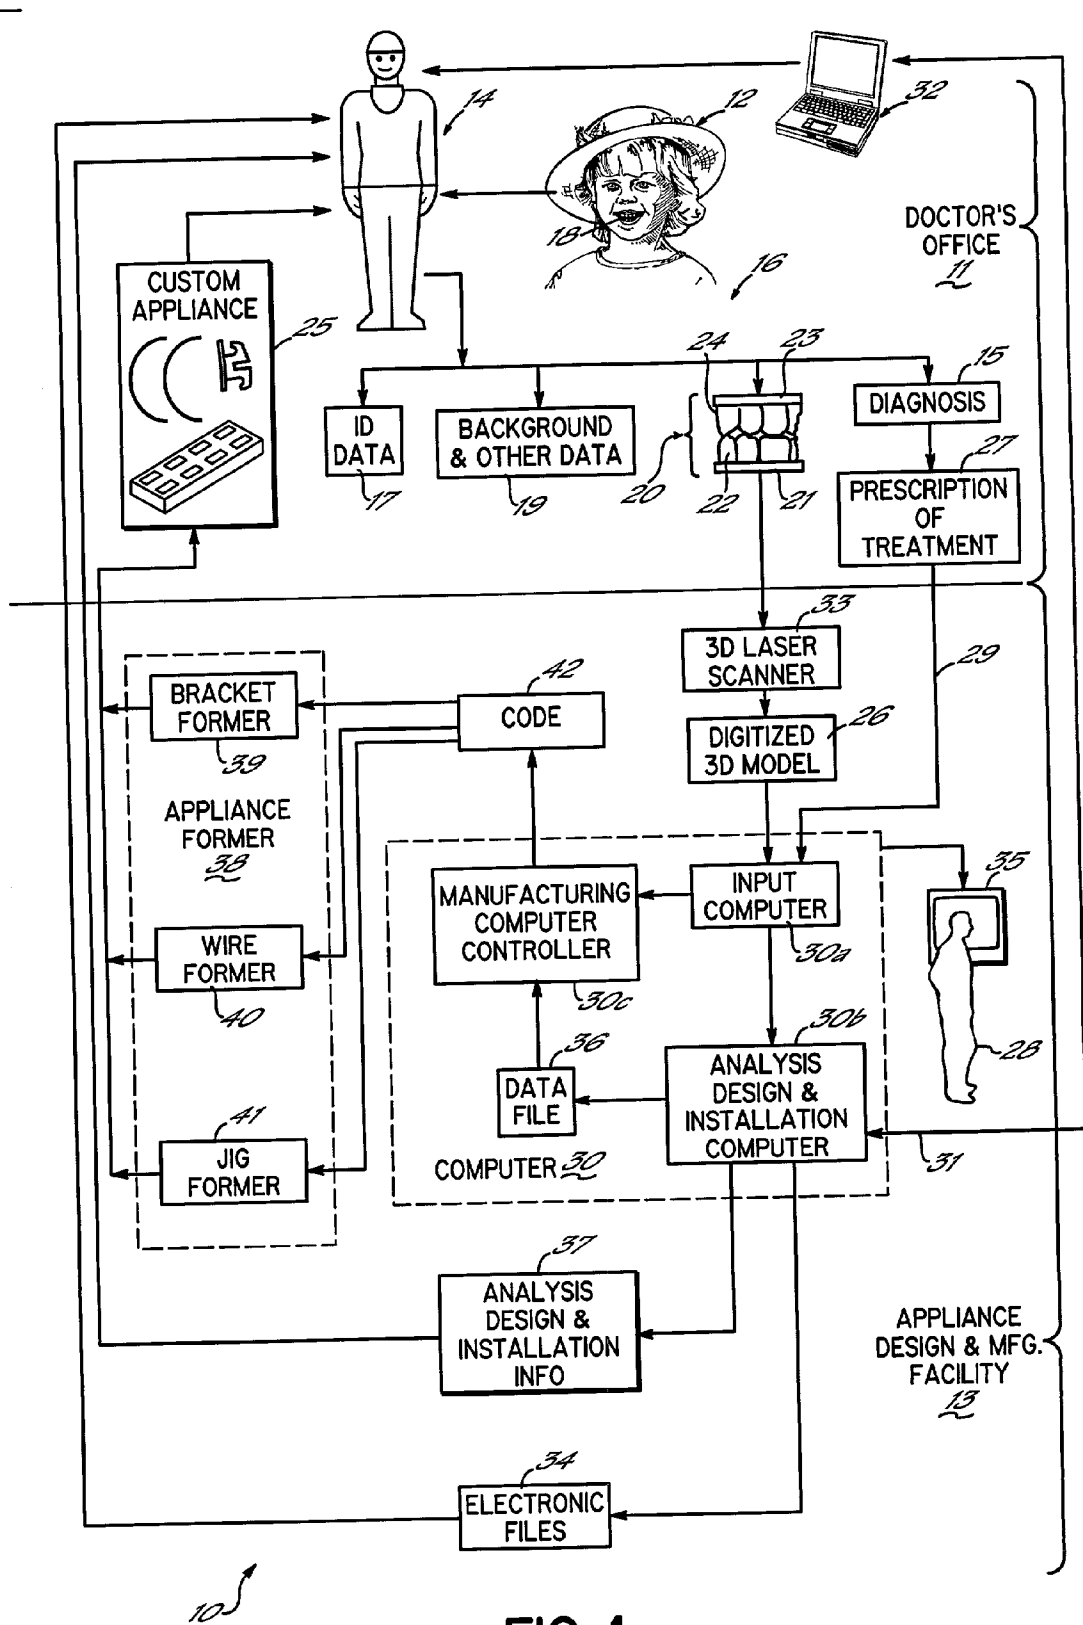 14
12
32
18
DOCTOR'S
OFFICE
11
16
CUSTOM
APPLIANCE
25
24
23
15
ID
DATA
17
BACKGROUND
& OTHER DATA
19
20
22
21
DIAGNOSIS
27
PRESCRIPTION
OF
TREATMENT
33
3D LASER
SCANNER
29
42
CODE
26
DIGITIZED
3D MODEL
BRACKET
FORMER
39
APPLIANCE
FORMER
38
MANUFACTURING
COMPUTER
CONTROLLER
30c
INPUT
COMPUTER
30a
35
WIRE
FORMER
40
30b
36
DATA
FILE
ANALYSIS
DESIGN &
INSTALLATION
COMPUTER
28
41
JIG
FORMER
COMPUTER 30
31
37
ANALYSIS
DESIGN &
INSTALLATION
INFO
APPLIANCE
DESIGN & MFG.
FACILITY
13
34
ELECTRONIC
FILES
10